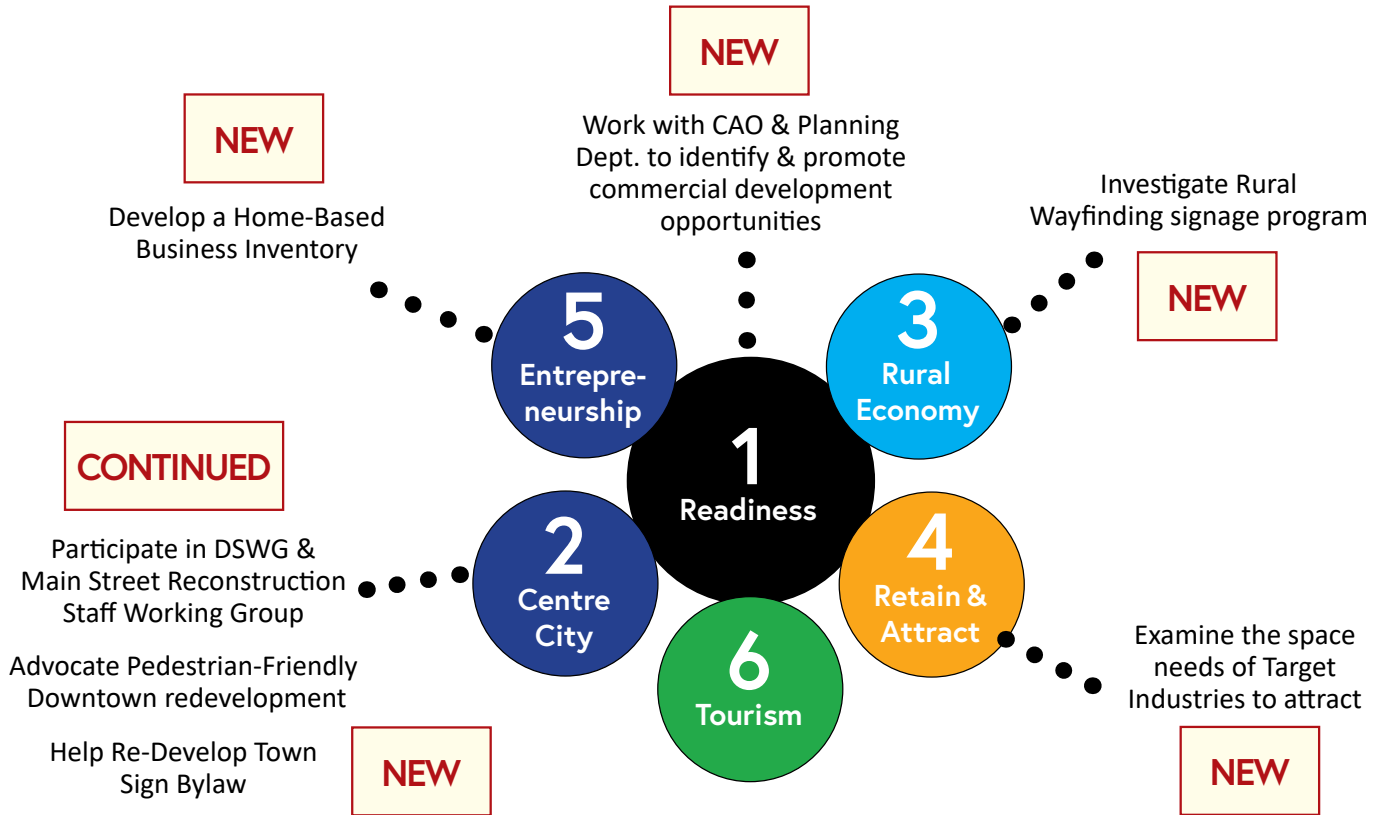 NEW
Work with CAO & Planning
Dept. to identify & promote
commercial development
opportunities
NEW
Develop a Home-Based
Business Inventory
Investigate Rural
Wayfinding signage program
NEW
5
Entrepre-
neurship
3
Rural
Economy
1
Readiness
CONTINUED
Participate in DSWG &
Main Street Reconstruction
Staff Working Group
Advocate Pedestrian-Friendly
Downtown redevelopment
Help Re-Develop Town
Sign Bylaw
NEW
2
Centre
City
4
Retain &
Attract
6
Tourism
Examine the space
needs of Target
Industries to attract
NEW